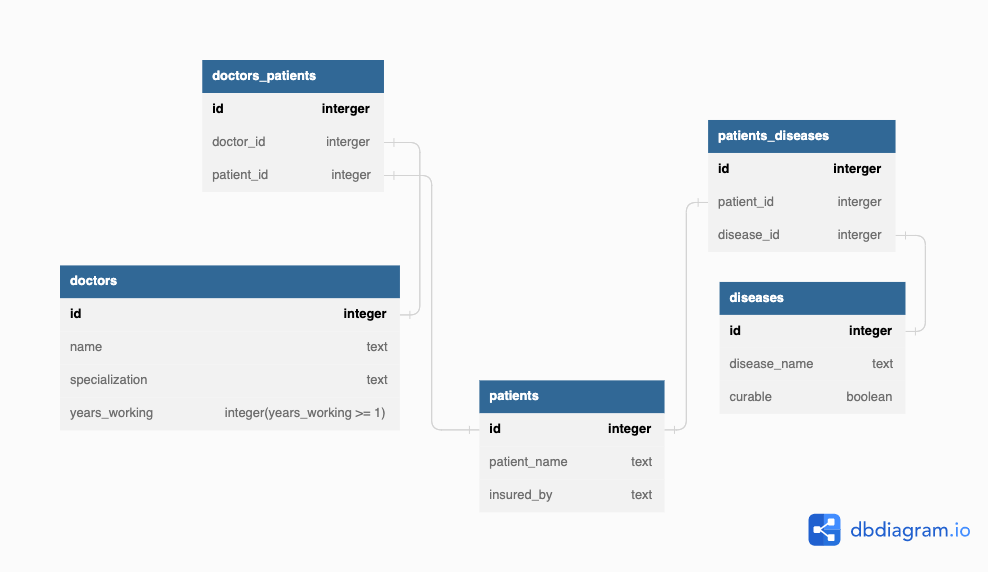 doctors_patients
id interger
doctor_id interger
patient_id integer
patients_diseases
id interger
patient_id interger
disease_id interger
doctors
id integer
name text
specialization text
years_working integer(years_working >= 1)
diseases
id integer
disease_name text
curable boolean
patients
id integer
patient_name text
insured_by text
dbdiagram.io